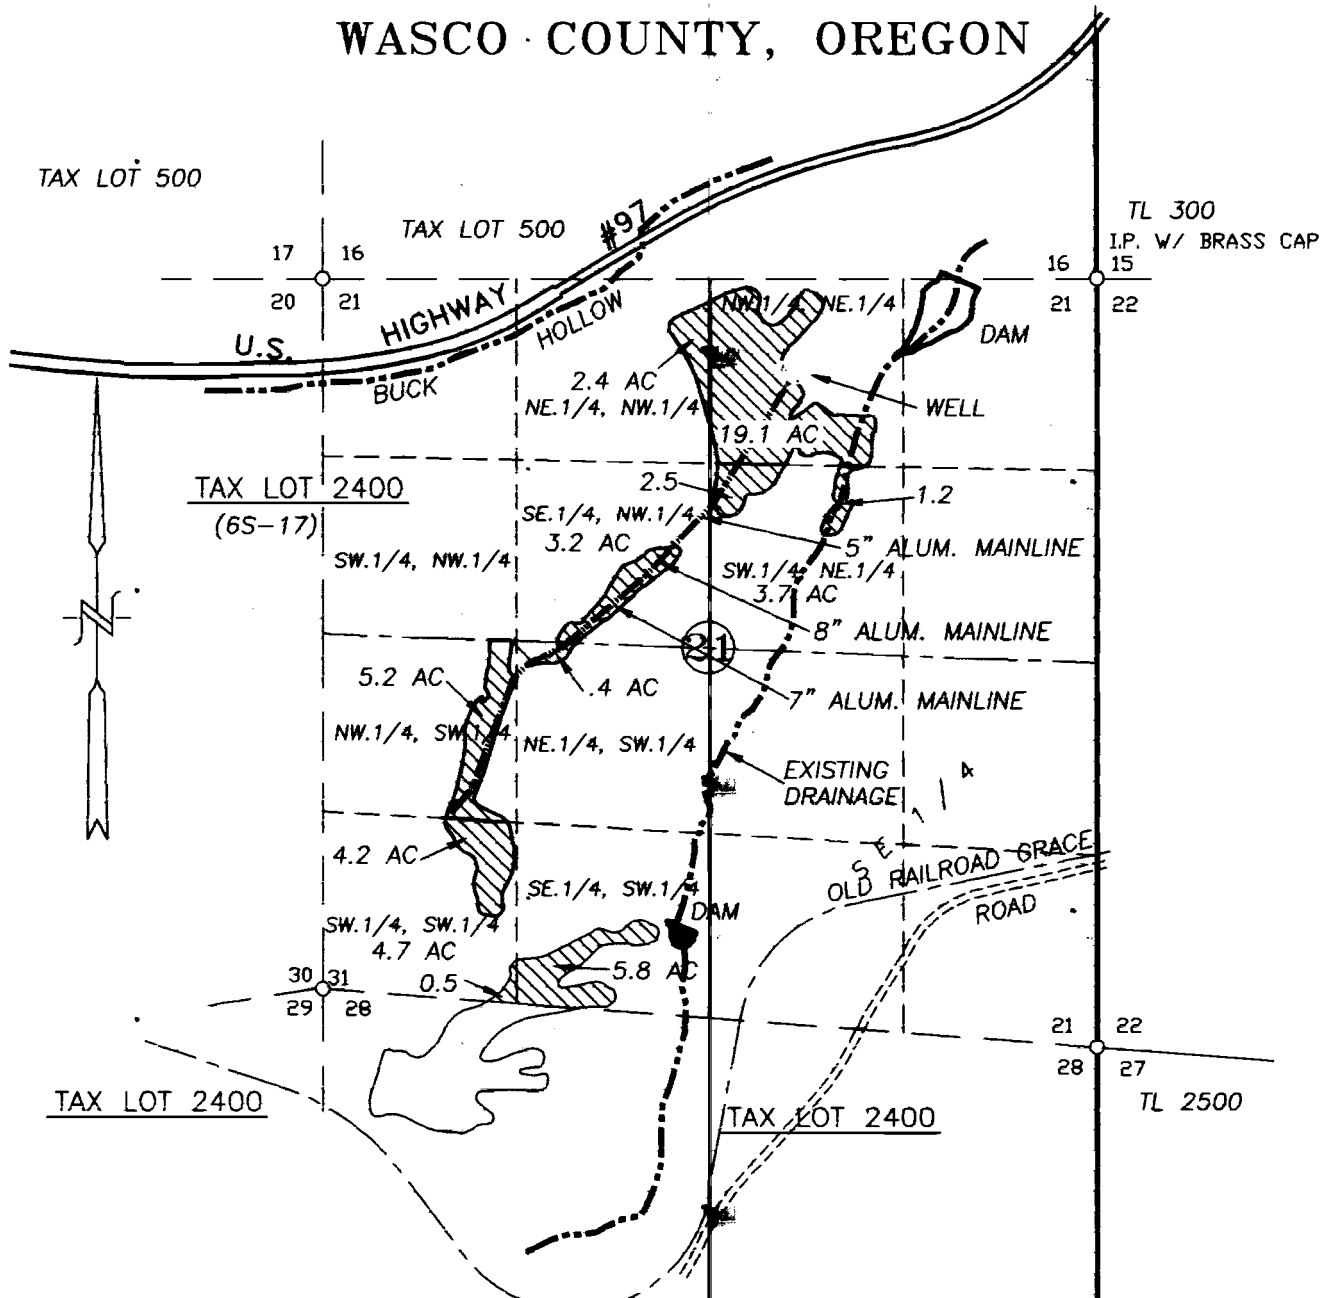 WASCO COUNTY, OREGON
TAX LOT 500
TAX LOT 500
#97
TL 300
I.P. W/ BRASS CAP
17 16
20 21
16 15
21 22
U.S. HIGHWAY
BUCK HOLLOW
NW.1/4, NE.1/4
DAM
2.4 AC
NE.1/4, NW.1/4
WELL
19.1 AC
TAX LOT 2400
(6S-17)
2.5
1.2
SE.1/4, NW.1/4
3.2 AC
5" ALUM. MAINLINE
SW.1/4, NW.1/4
SW.1/4, NE.1/4
3.7 AC
8" ALUM. MAINLINE
N
21
5.2 AC
.4 AC
7" ALUM. MAINLINE
NW.1/4, SW.1/4
NE.1/4, SW.1/4
EXISTING
DRAINAGE
SE 1/4
4.2 AC
OLD RAILROAD GRACE
ROAD
SE.1/4, SW.1/4
DAM
SW.1/4, SW.1/4
4.7 AC
5.8 AC
0.5
30 31
29 28
21 22
28 27
TAX LOT 2400
TAX LOT 2400
TL 2500